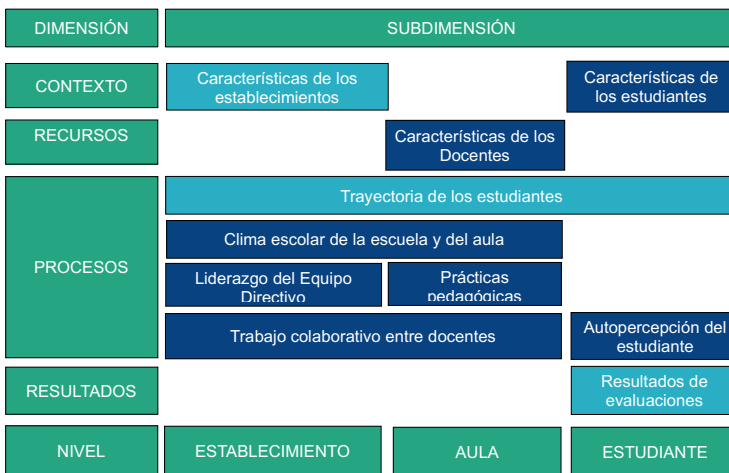 DIMENSIÓN
SUBDIMENSIÓN
CONTEXTO
Características de los
establecimientos
Características de
los estudiantes
RECURSOS
Características de los
Docentes
PROCESOS
Trayectoria de los estudiantes
Clima escolar de la escuela y del aula
Liderazgo del Equipo
Directivo
Prácticas
pedagógicas
Trabajo colaborativo entre docentes
Autopercepción del
estudiante
RESULTADOS
Resultados de
evaluaciones
NIVEL
ESTABLECIMIENTO
AULA
ESTUDIANTE